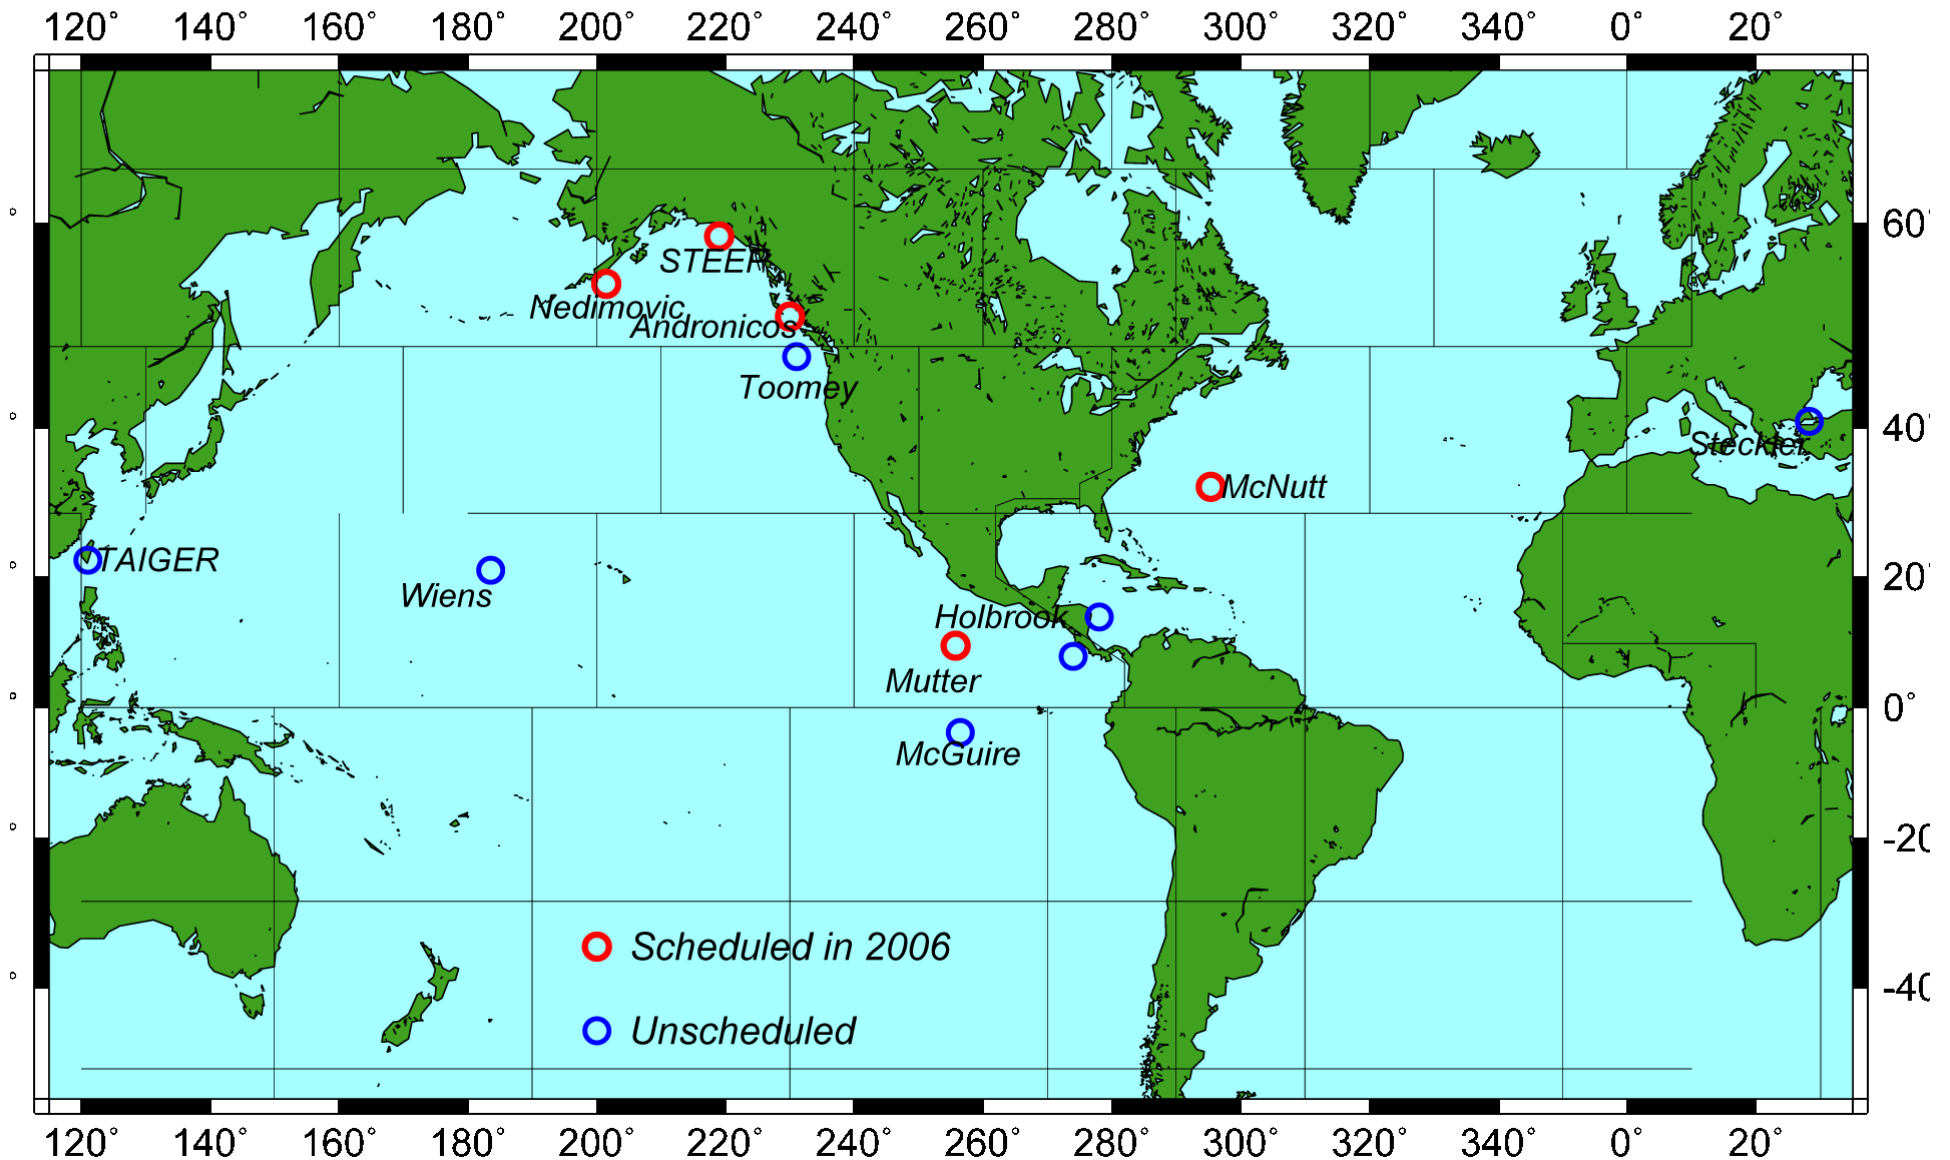 120° 140° 160° 180° 200° 220° 240° 260° 280° 300° 320° 340° 0° 20°
° 60°
STEEP
Nedimovic
Andronicos
Toomey
° 40°
Steckler
McNutt
TAIGER
° 20°
Wiens
Holbrook
Mutter
° 0°
McGuire
° -20
Scheduled in 2006
° -40
Unscheduled
120° 140° 160° 180° 200° 220° 240° 260° 280° 300° 320° 340° 0° 20°